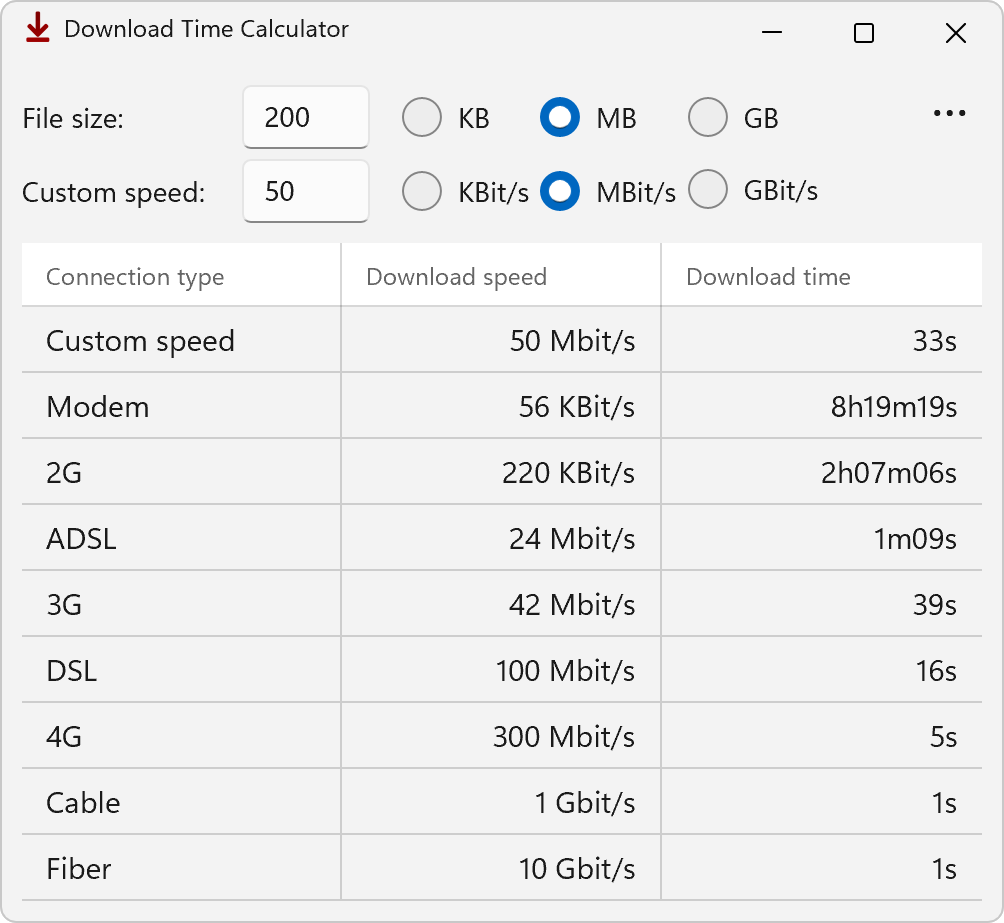 Download Time Calculator
File size: 200 KB MB GB
Custom speed: 50 KBit/s MBit/s GBit/s
Connection type Download speed Download time
Custom speed 50 Mbit/s 33s
Modem 56 KBit/s 8h19m19s
2G 220 KBit/s 2h07m06s
ADSL 24 Mbit/s 1m09s
3G 42 Mbit/s 39s
DSL 100 Mbit/s 16s
4G 300 Mbit/s 5s
Cable 1 Gbit/s 1s
Fiber 10 Gbit/s 1s